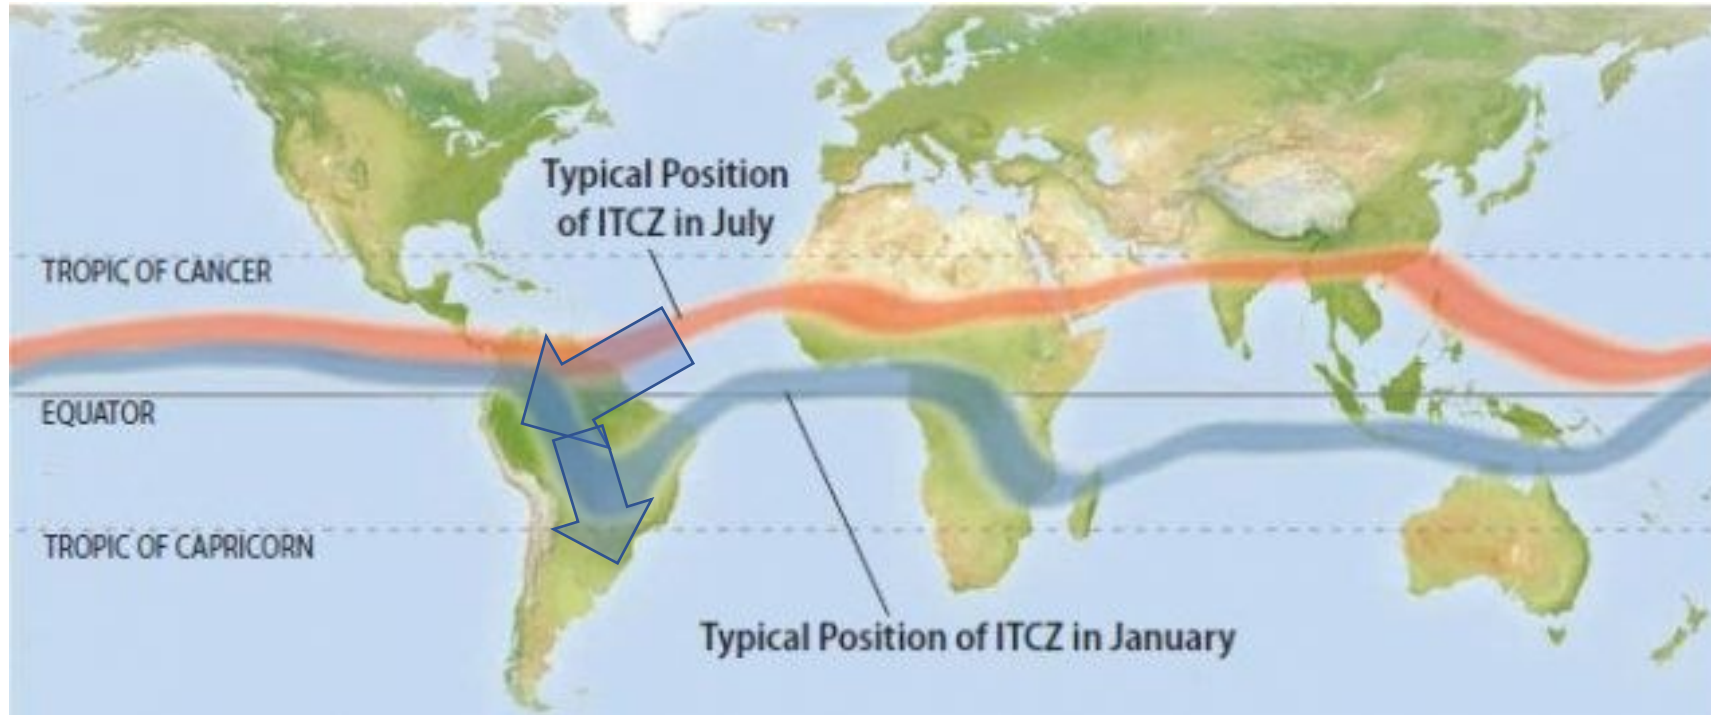 Typical Position
of ITCZ in July
TROPIC OF CANCER
EQUATOR
TROPIC OF CAPRICORN
Typical Position of ITCZ in January